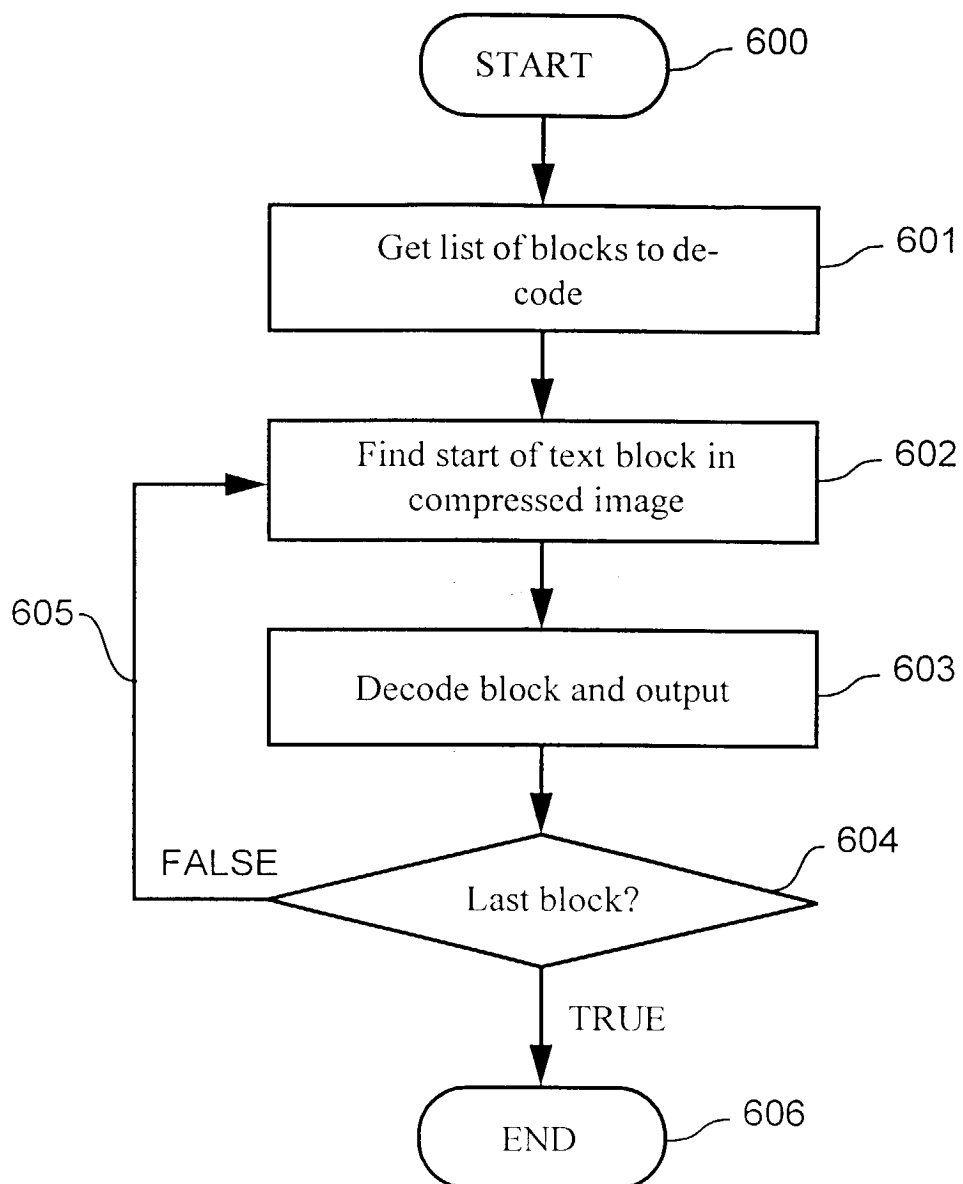 START
600
Get list of blocks to de-
code
601
Find start of text block in
compressed image
602
605
Decode block and output
603
604
FALSE
Last block?
TRUE
END
606